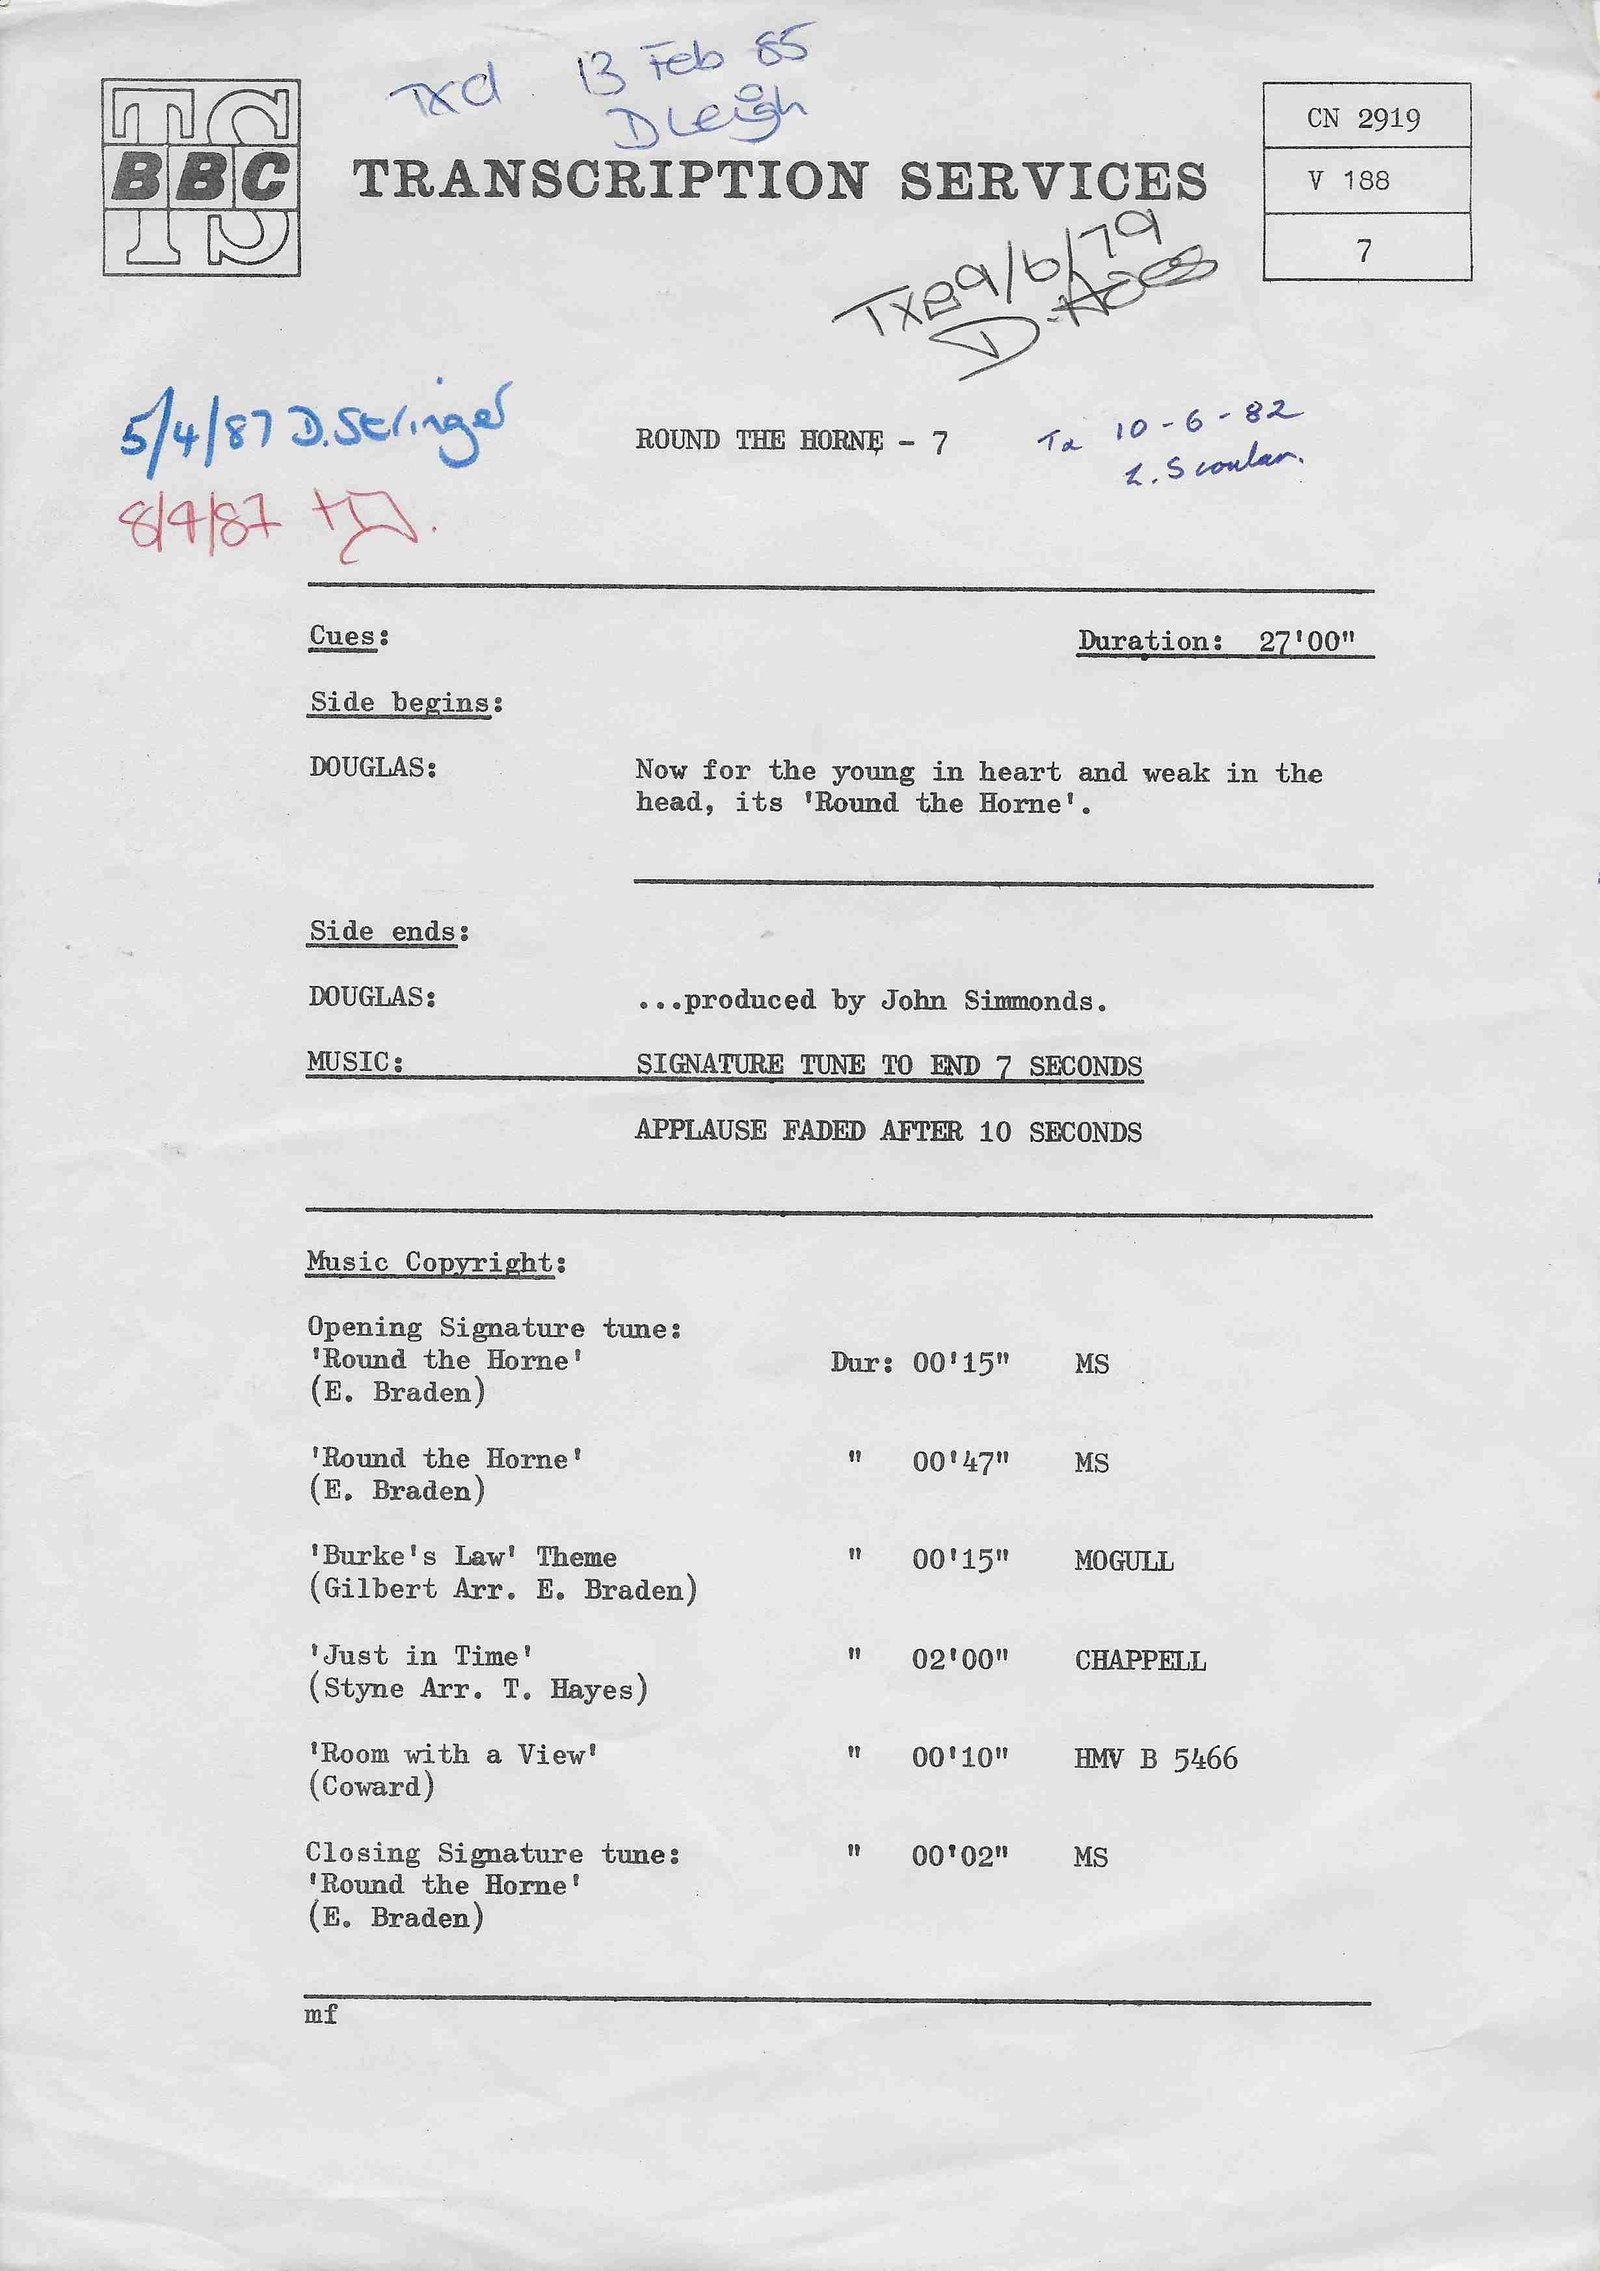 Txd 13 Feb 85
D Leigh
TC
BBC
TS
TRANSCRIPTION SERVICES
CN 2919
V 188
7
9/6/79
5/4/87 D. Stringer
ROUND THE HORNE - 7
Tx 10-6-82
8/9/87
Cues:
Duration: 27'00"
Side begins:
DOUGLAS: Now for the young in heart and weak in the
head, its 'Round the Horne'.
Side ends:
DOUGLAS: ...produced by John Simmonds.
MUSIC: SIGNATURE TUNE TO END 7 SECONDS
APPLAUSE FADED AFTER 10 SECONDS
Music Copyright:
Opening Signature tune:
'Round the Horne' Dur: 00'15" MS
(E. Braden)
'Round the Horne' " 00'47" MS
(E. Braden)
'Burke's Law' Theme " 00'15" MOGULL
(Gilbert Arr. E. Braden)
'Just in Time' " 02'00" CHAPPELL
(Styne Arr. T. Hayes)
'Room with a View' " 00'10" HMV B 5466
(Coward)
Closing Signature tune: " 00'02" MS
'Round the Horne'
(E. Braden)
mf